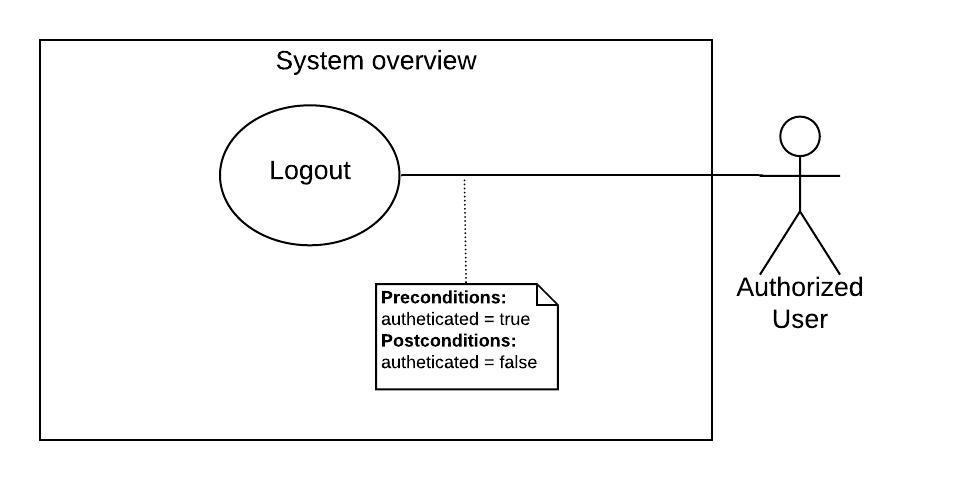 System overview
Logout
Preconditions:
autheticated = true
Postconditions:
autheticated = false
Authorized
User